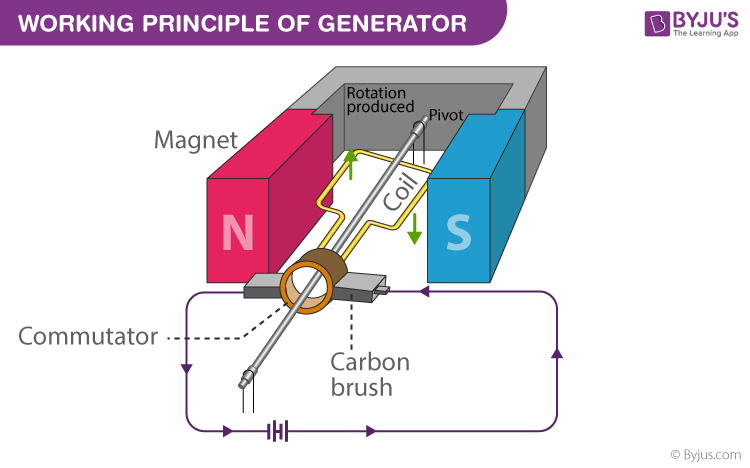 WORKING PRINCIPLE OF GENERATOR
BYJU'S
The Learning App
Rotation
produced
Pivot
Magnet
Coil
N
S
Commutator
Carbon
brush
© Byjus.com